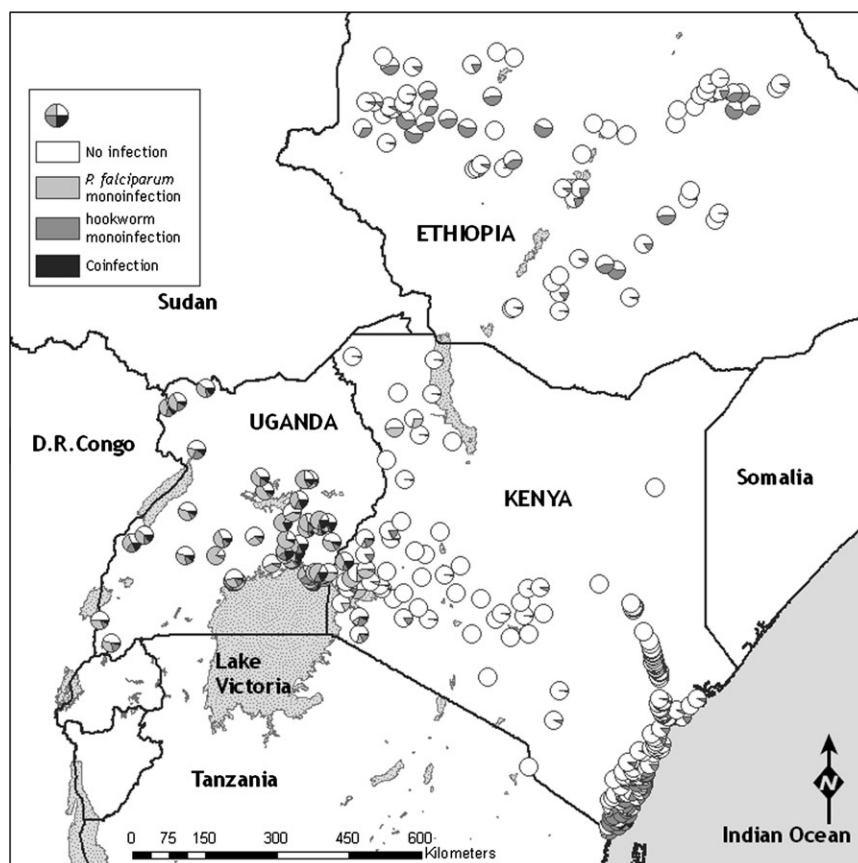 No infection
P. falciparum
monoinfection
hookworm
monoinfection
Coinfection
ETHIOPIA
Sudan
UGANDA
D.R.Congo
Somalia
KENYA
Lake
Victoria
Tanzania
N
0 75 150 300 450 600
Kilometers
Indian Ocean